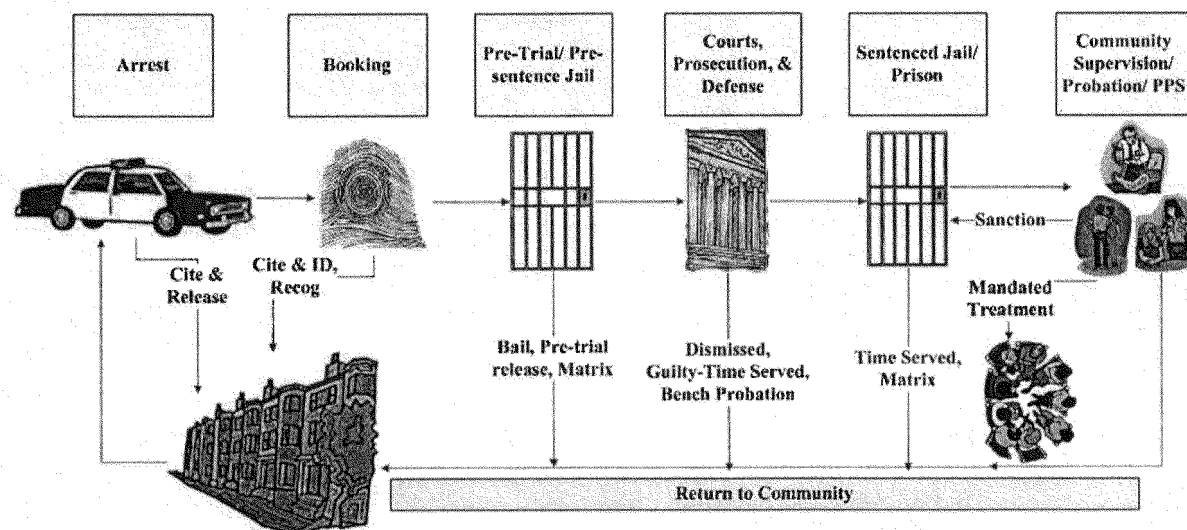 Arrest
Booking
Pre-Trial/ Pre-
sentence Jail
Courts,
Prosecution, &
Defense
Sentenced Jail/
Prison
Community
Supervision/
Probation/ PPS
Cite &
Release
Cite & ID,
Recog
Sanction
Mandated
Treatment
Bail, Pre-trial
release, Matrix
Dismissed,
Guilty-Time Served,
Bench Probation
Time Served,
Matrix
Return to Community